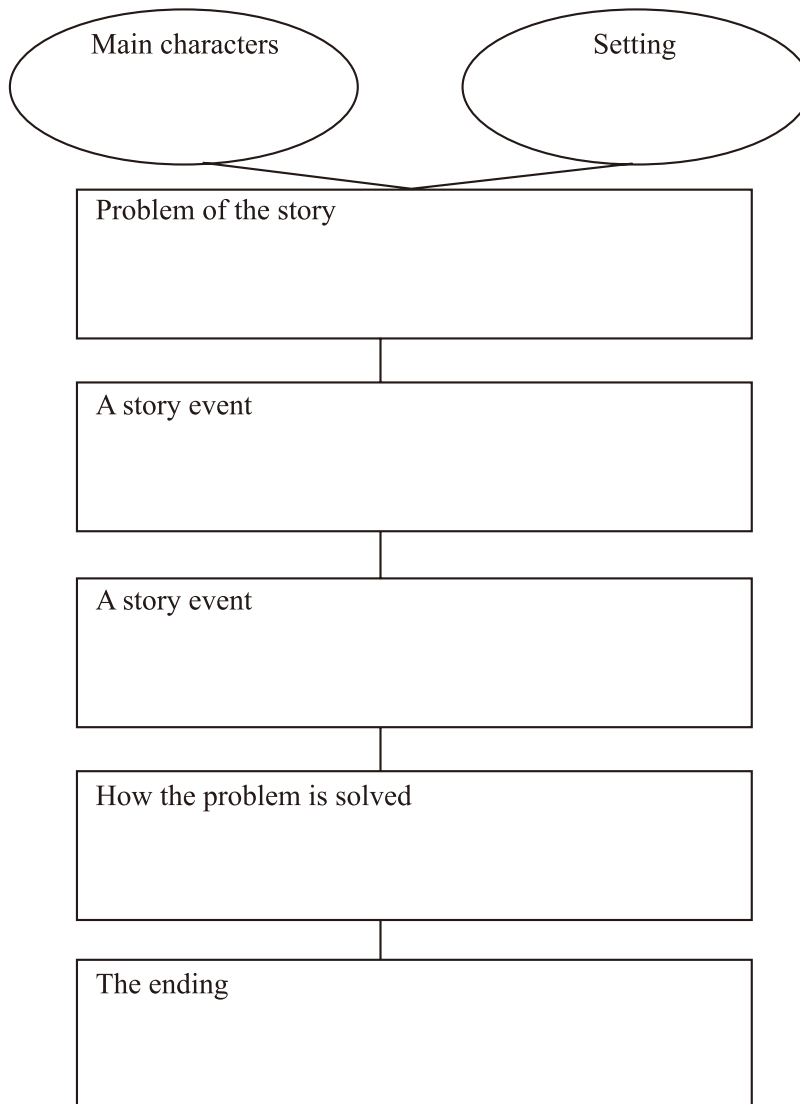 Main characters
Setting
Problem of the story
A story event
A story event
How the problem is solved
The ending